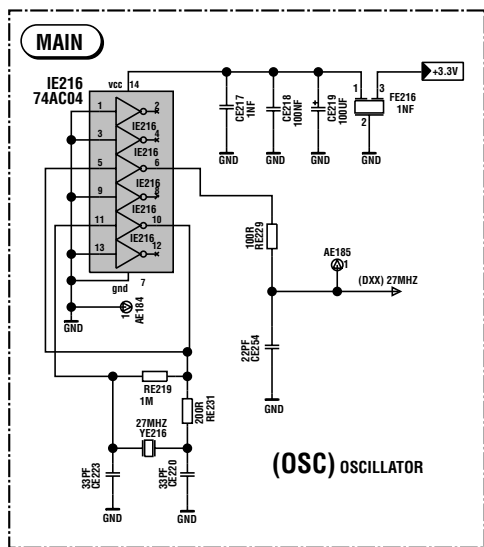 MAIN
IE216
74AC04
vcc 14
1 2
IE216
3 4
IE216
5 6
IE216
9 8
IE216
11 10
IE216
13 12
gnd 7
GND
1
AE184
CE217
1NF
GND
CE218
100NF
GND
+
CE219
100UF
GND
1 3
2
FE216
1NF
GND
+3.3V
100R
RE229
AE185
1
(DXX) 27MHZ
22PF
CE254
GND
RE219
1M
200R
RE231
27MHZ
YE216
33PF
CE223
GND
33PF
CE220
GND
(OSC) OSCILLATOR